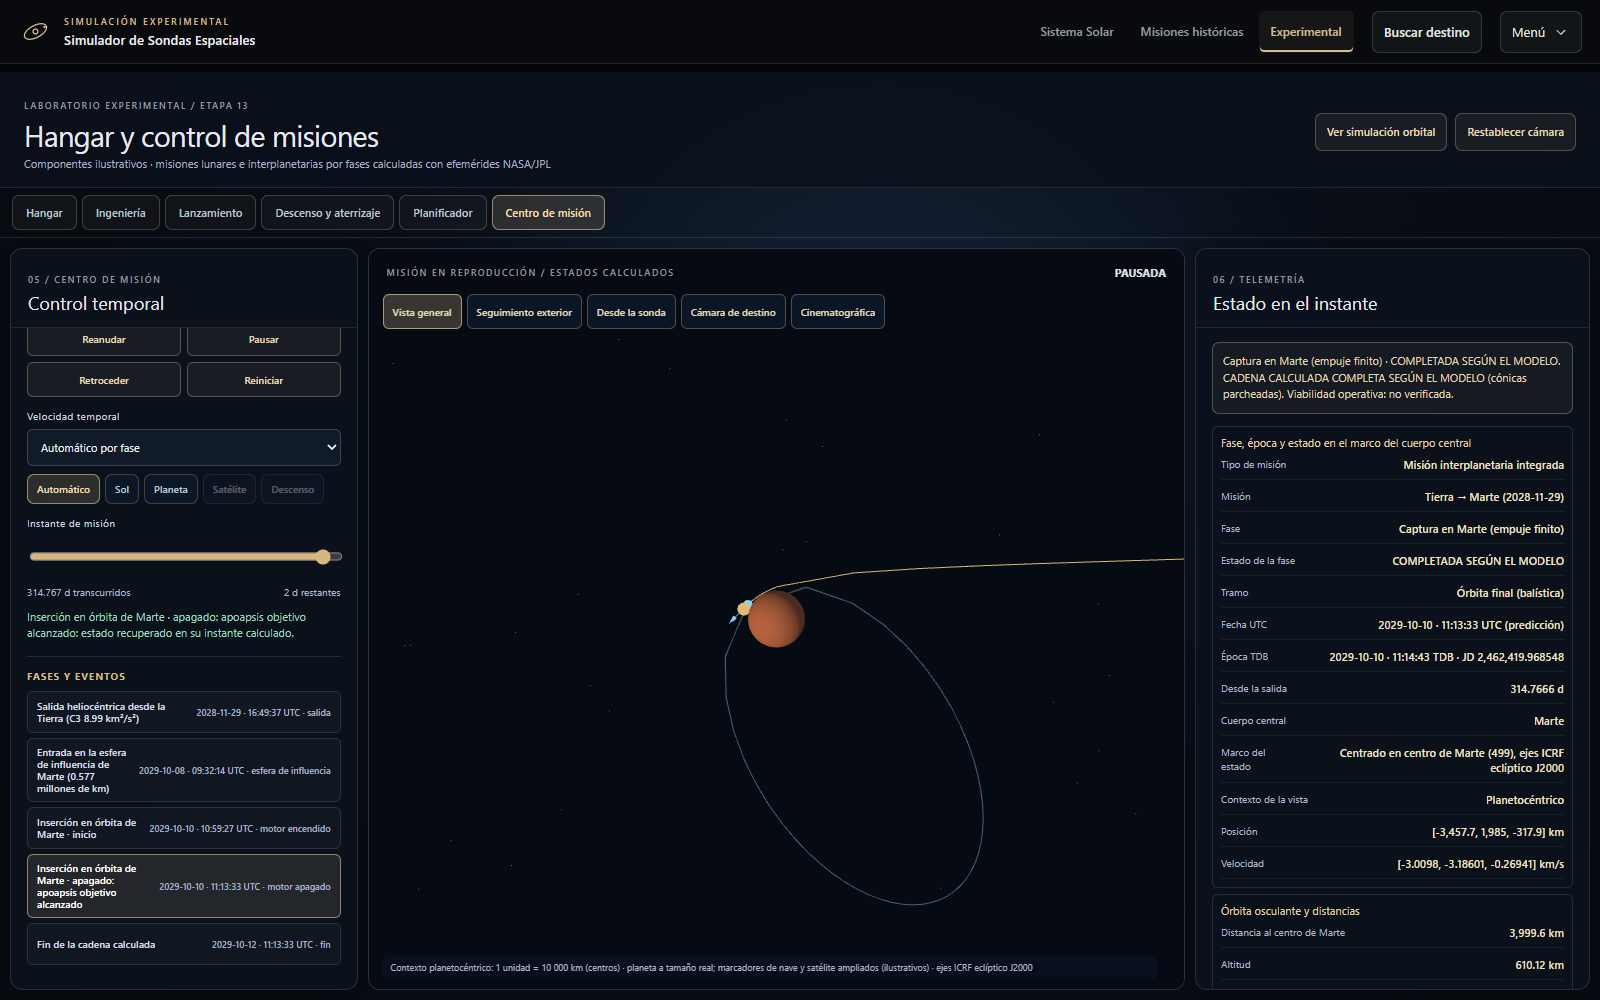 SIMULACIÓN EXPERIMENTAL
Simulador de Sondas Espaciales
Sistema Solar
Misiones históricas
Experimental
Buscar destino
Menú
LABORATORIO EXPERIMENTAL / ETAPA 13
Hangar y control de misiones
Componentes ilustrativos · misiones lunares e interplanetarias por fases calculadas con efemérides NASA/JPL
Ver simulación orbital
Restablecer cámara
Hangar
Ingeniería
Lanzamiento
Descenso y aterrizaje
Planificador
Centro de misión
05 / CENTRO DE MISIÓN
Control temporal
Reanudar
Pausar
Retroceder
Reiniciar
Velocidad temporal
Automático por fase
Automático
Sol
Planeta
Satélite
Descenso
Instante de misión
314.767 d transcurridos
2 d restantes
Inserción en órbita de Marte · apagado: apoapsis objetivo
alcanzado: estado recuperado en su instante calculado.
FASES Y EVENTOS
Salida heliocéntrica desde la
Tierra (C3 8.99 km²/s²)
2028-11-29 · 16:49:37 UTC · salida
Entrada en la esfera
de influencia de
Marte (0.577
millones de km)
2029-10-08 · 09:32:14 UTC · esfera de influencia
Inserción en órbita de
Marte · inicio
2029-10-10 · 10:59:27 UTC · motor encendido
Inserción en órbita de
Marte · apagado:
apoapsis objetivo
alcanzado
2029-10-10 · 11:13:33 UTC · motor apagado
Fin de la cadena calculada
2029-10-12 · 11:13:33 UTC · fin
MISIÓN EN REPRODUCCIÓN / ESTADOS CALCULADOS
PAUSADA
Vista general
Seguimiento exterior
Desde la sonda
Cámara de destino
Cinematográfica
Contexto planetocéntrico: 1 unidad = 10 000 km (centros) · planeta a tamaño real; marcadores de nave y satélite ampliados (ilustrativos) · ejes ICRF eclíptico J2000
06 / TELEMETRÍA
Estado en el instante
Captura en Marte (empuje finito) · COMPLETADA SEGÚN EL MODELO.
CADENA CALCULADA COMPLETA SEGÚN EL MODELO (cónicas
parcheadas). Viabilidad operativa: no verificada.
Fase, época y estado en el marco del cuerpo central
Tipo de misión
Misión interplanetaria integrada
Misión
Tierra → Marte (2028-11-29)
Fase
Captura en Marte (empuje finito)
Estado de la fase
COMPLETADA SEGÚN EL MODELO
Tramo
Órbita final (balística)
Fecha UTC
2029-10-10 · 11:13:33 UTC (predicción)
Época TDB
2029-10-10 · 11:14:43 TDB · JD 2,462,419.968548
Desde la salida
314.7666 d
Cuerpo central
Marte
Marco del
estado
Centrado en centro de Marte (499), ejes ICRF
eclíptico J2000
Contexto de la vista
Planetocéntrico
Posición
[-3,457.7, 1,985, -317.9] km
Velocidad
[-3.0098, -3.18601, -0.26941] km/s
Órbita osculante y distancias
Distancia al centro de Marte
3,999.6 km
Altitud
610.12 km